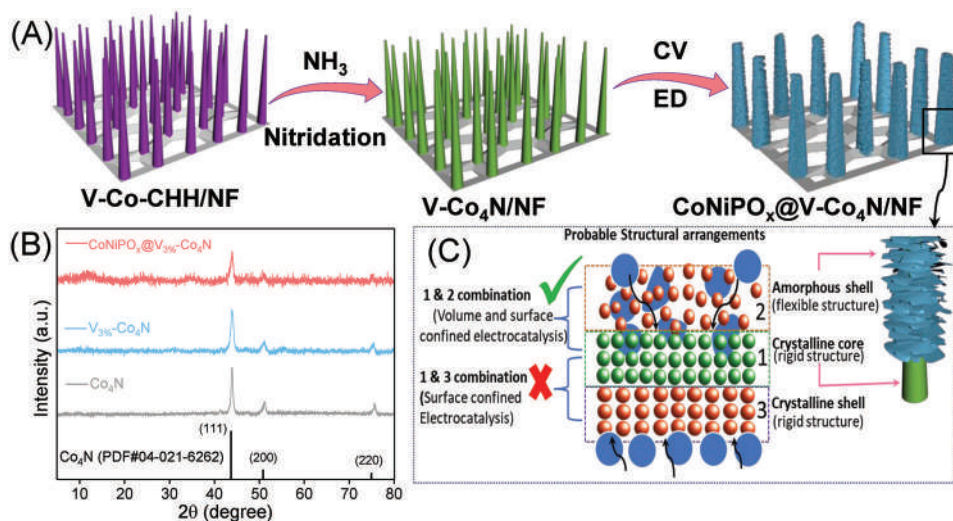 (A)
NH₃
Nitridation
CV
ED
V-Co-CHH/NF
V-Co₄N/NF
CoNiPOₓ@V-Co₄N/NF
(B)
CoNiPOₓ@V₃%-Co₄N
V₃%-Co₄N
Co₄N
(111)
Co₄N (PDF#04-021-6262)
(200)
(220)
Intensity (a.u.)
10 20 30 40 50 60 70 80
2θ (degree)
(C)
Probable Structural arrangements
1 & 2 combination
(Volume and surface
confined electrocatalysis)
1 & 3 combination
(Surface confined
Electrocatalysis)
2
1
3
Amorphous shell
(flexible structure)
Crystalline core
(rigid structure)
Crystalline shell
(rigid structure)